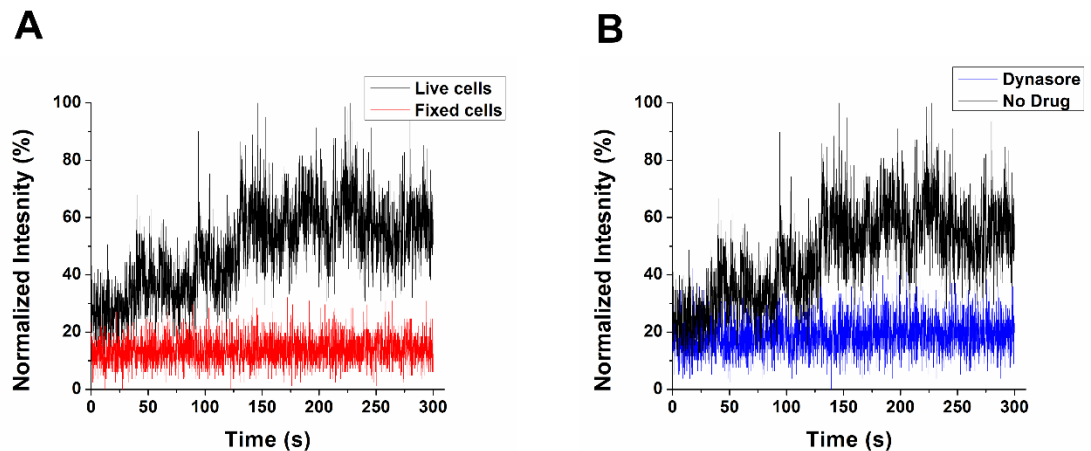 A
Live cells
Fixed cells
Normalized Intesnity (%)
100
80
60
40
20
0
0 50 100 150 200 250 300
Time (s)
B
Dynasore
No Drug
Normalized Intesnity (%)
100
80
60
40
20
0
0 50 100 150 200 250 300
Time (s)